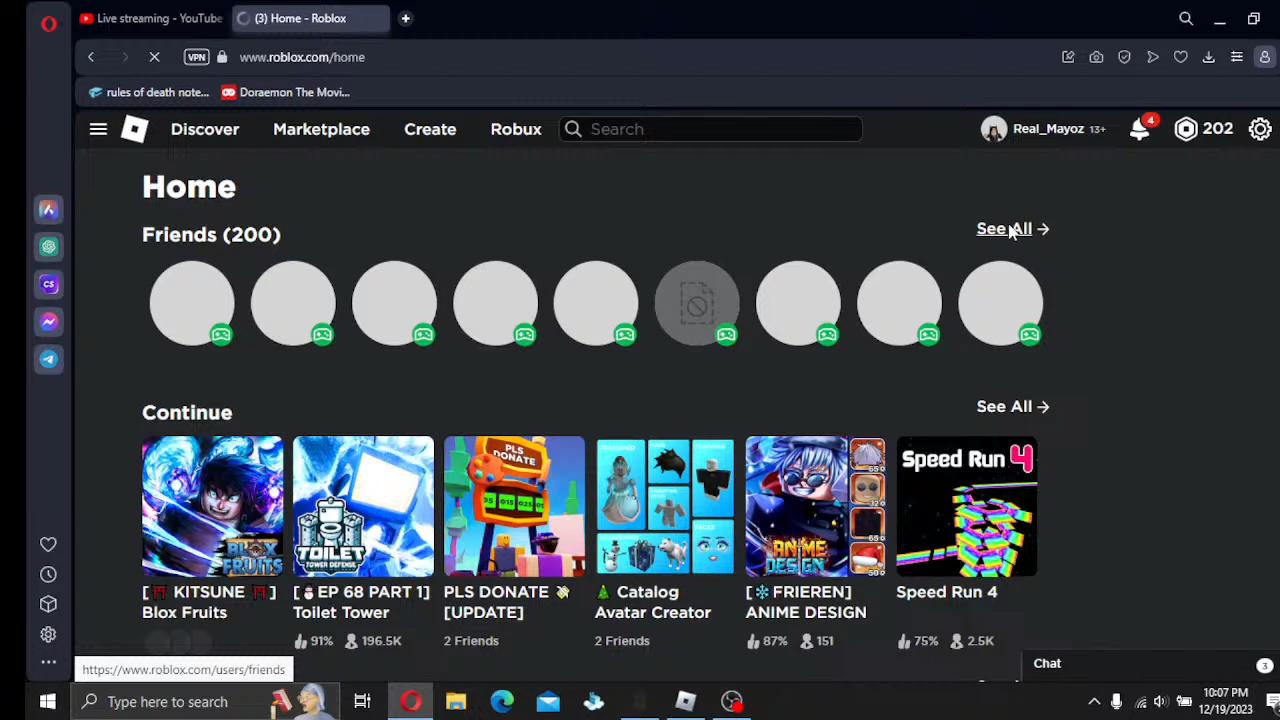 Live streaming - YouTube
(3) Home - Roblox
VPN
www.roblox.com/home
rules of death note...
Doraemon The Movi...
Discover
Marketplace
Create
Robux
Search
Real_Mayoz 13+
4
202
Home
Friends (200)
See All
CS
Continue
See All
BLOX FRUITS
TOILET TOWER DEFENSE
PLS DONATE
ANIME DESIGN
Speed Run 4
[ KITSUNE ]
Blox Fruits
[ EP 68 PART 1]
Toilet Tower
91% 196.5K
PLS DONATE
[UPDATE]
2 Friends
Catalog
Avatar Creator
2 Friends
[ FRIEREN]
ANIME DESIGN
87% 151
Speed Run 4
75% 2.5K
https://www.roblox.com/users/friends
Chat
3
Type here to search
10:07 PM
12/19/2023